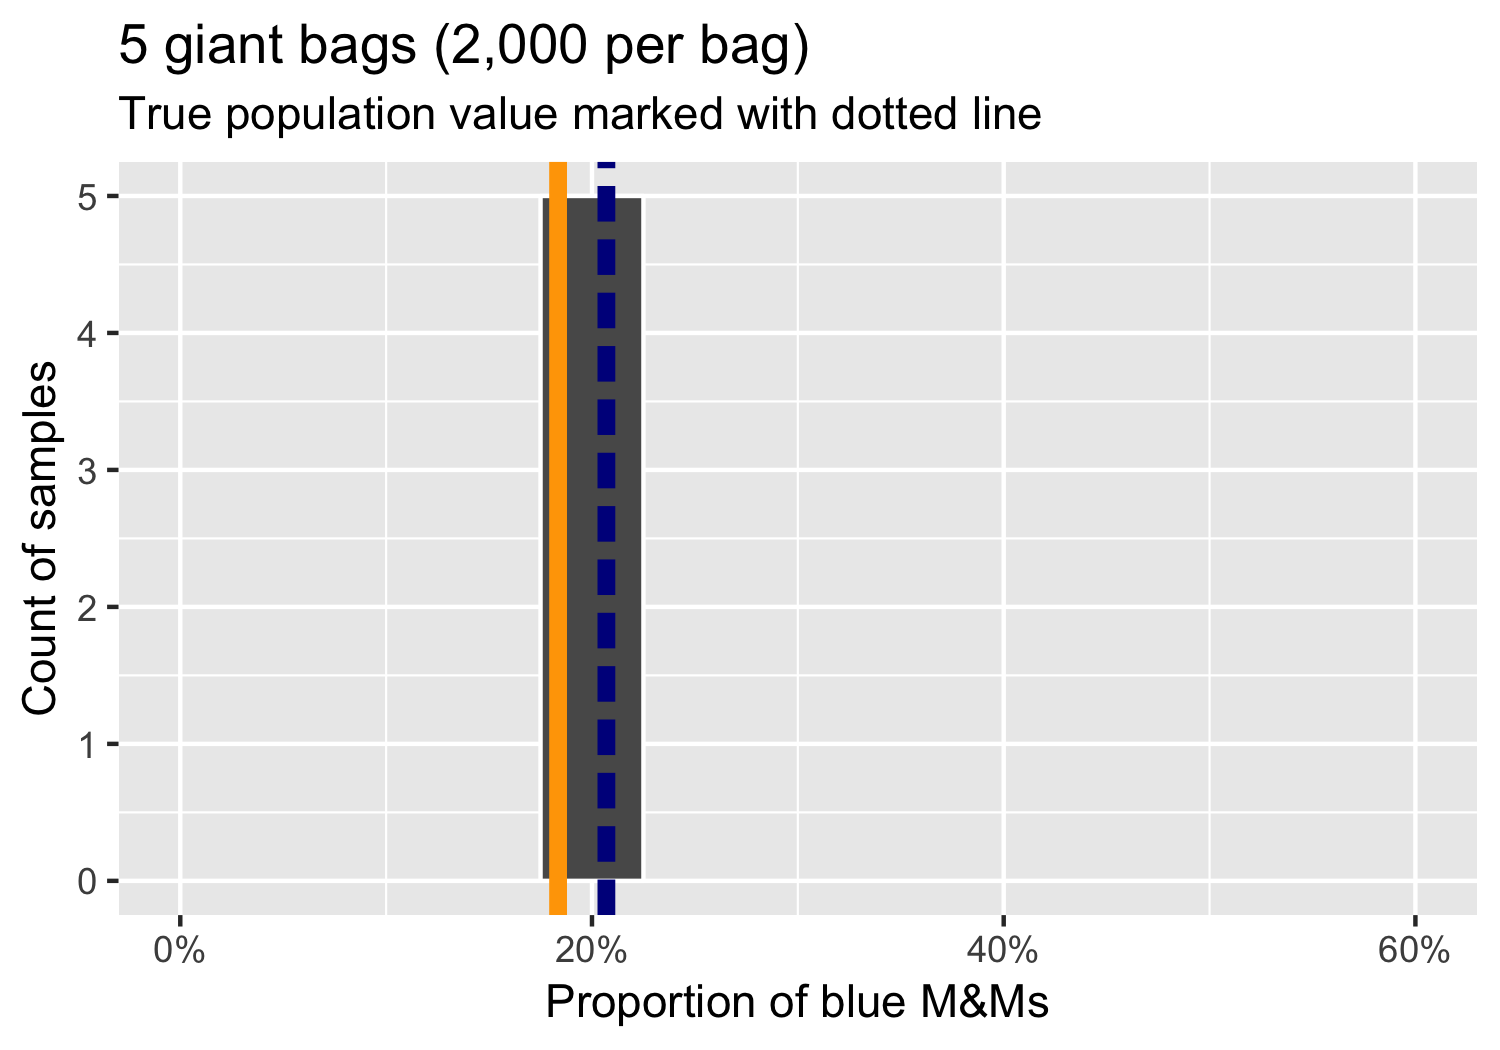 5 giant bags (2,000 per bag)
True population value marked with dotted line
Count of samples
5
4
3
2
1
0
0% 20% 40% 60%
Proportion of blue M&Ms